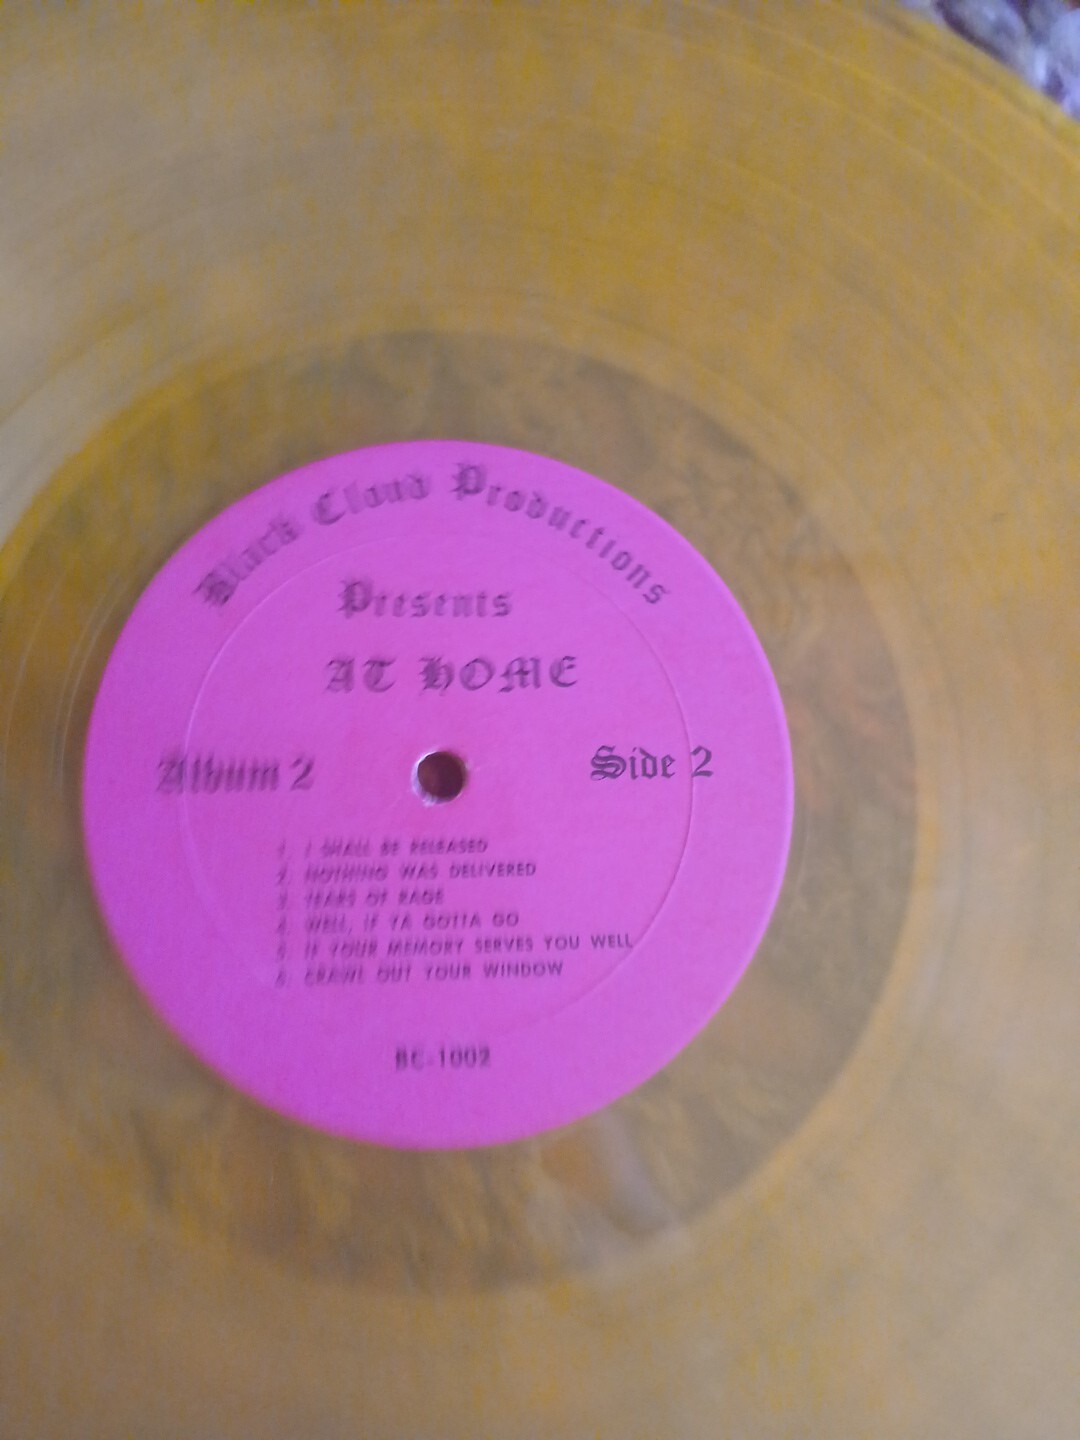 Black Cloud Productions
Presents
AT HOME
Album 2
Side 2
1. I SHALL BE RELEASED
2. NOTHING WAS DELIVERED
3. TEARS OF RAGE
4. WELL, IF YA GOTTA GO
5. IF YOUR MEMORY SERVES YOU WELL
6. CRAWL OUT YOUR WINDOW
BC-1002